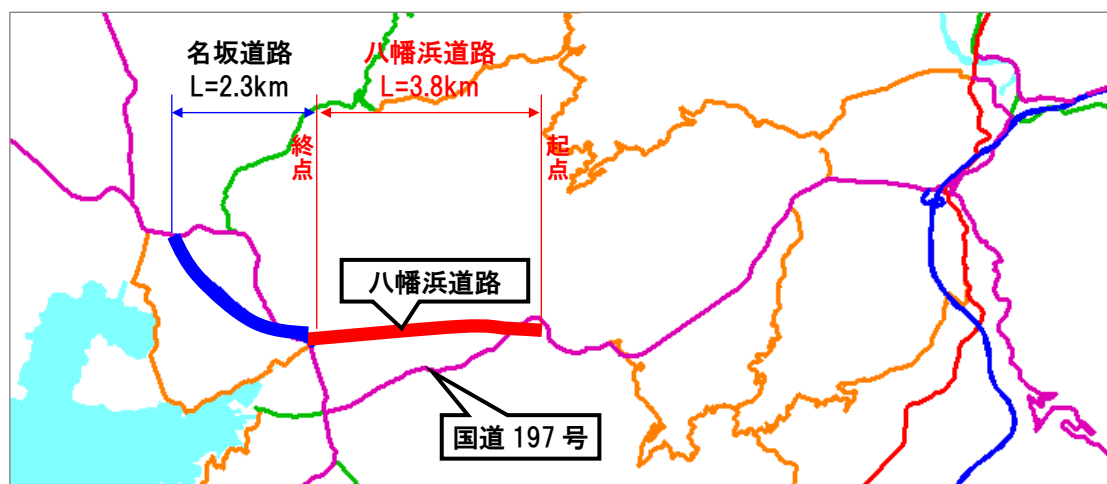 名坂道路
L=2.3km
八幡浜道路
L=3.8km
終点
起点
八幡浜道路
国道 197 号